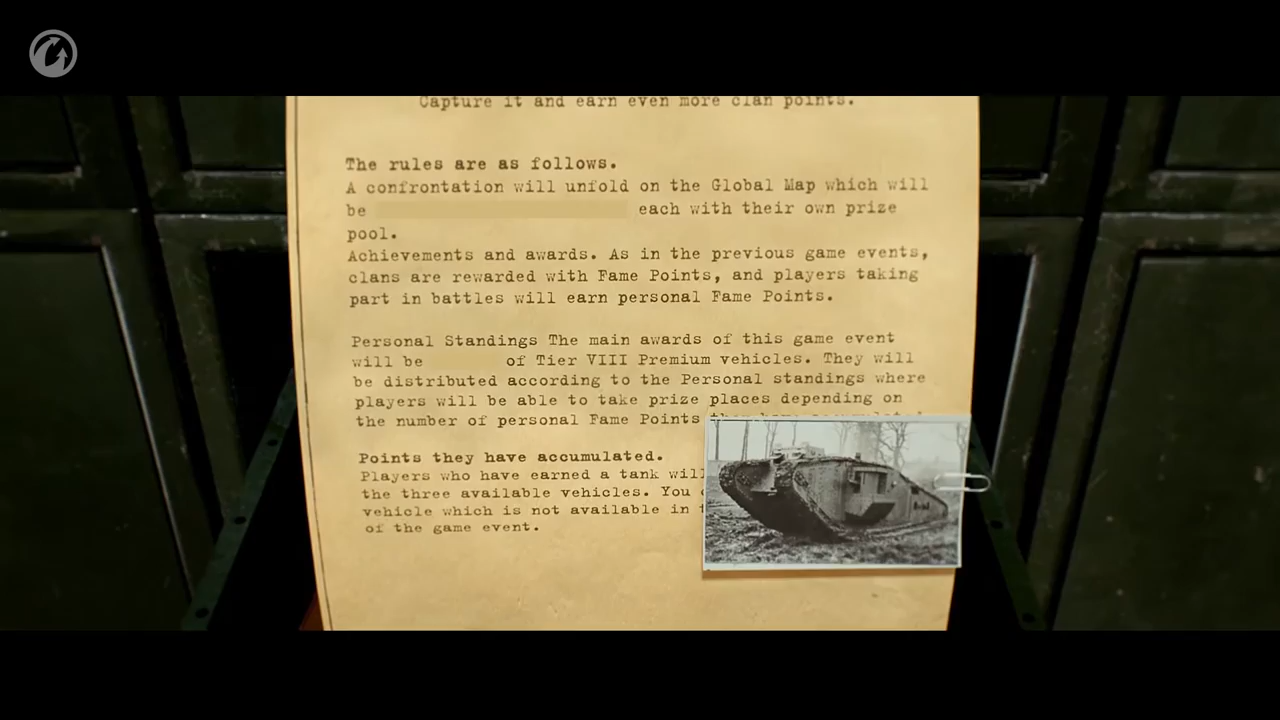 Capture it and earn even more clan points.
The rules are as follows.
A confrontation will unfold on the Global Map which will
be each with their own prize
pool.
Achievements and awards. As in the previous game events,
clans are rewarded with Fame Points, and players taking
part in battles will earn personal Fame Points.
Personal Standings The main awards of this game event
will be of Tier VIII Premium vehicles. They will
be distributed according to the Personal standings where
players will be able to take prize places depending on
the number of personal Fame Points they have accumulated
Points they have accumulated.
Players who have earned a tank will
the three available vehicles. You
vehicle which is not available in
of the game event.